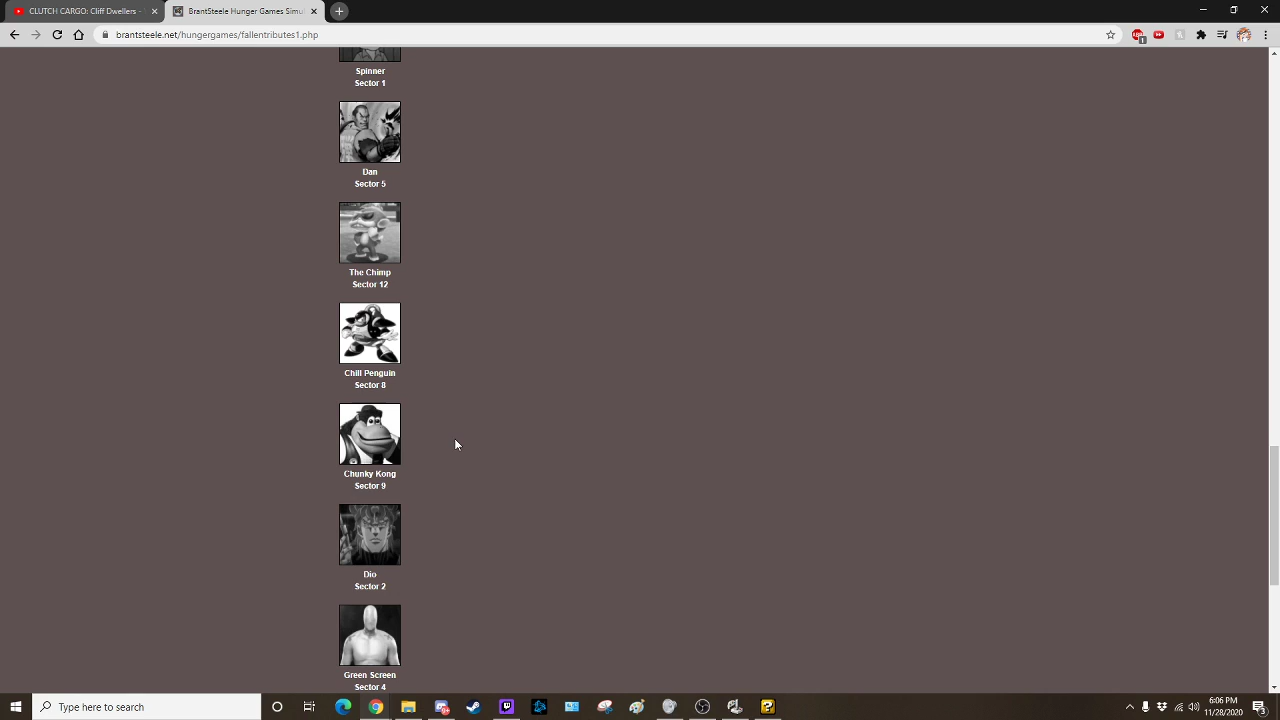 CLUTCH CARGO: Cliff Dwellers -
BrantSteele Hunger Games Simu
brantsteele.net/hungergames/fallentributes1.php
1
Spinner
Sector 1
Dan
Sector 5
The Chimp
Sector 12
Chill Penguin
Sector 8
Chunky Kong
Sector 9
Dio
Sector 2
Green Screen
Sector 4
Type here to search
6:06 PM
11/28/2020